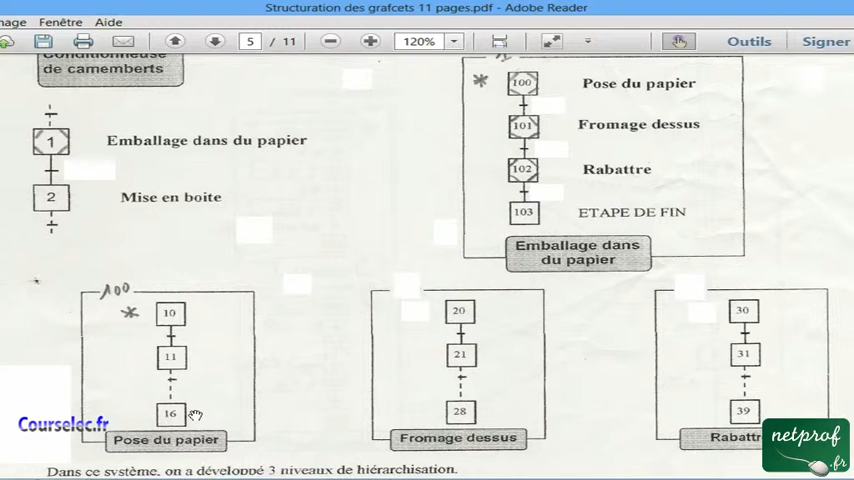 Structuration des grafcets 11 pages.pdf - Adobe Reader
mage Fenêtre Aide
5 / 11 120% Outils Signer
Conditionneuse
de camemberts
1 Emballage dans du papier
2 Mise en boite
* 100 Pose du papier
101 Fromage dessus
102 Rabattre
103 ETAPE DE FIN
Emballage dans
du papier
100
* 10
11
16
Pose du papier
20
21
28
Fromage dessus
30
31
39
Rabattr
Courselec.fr
netprof
.fr
Dans ce système, on a développé 3 niveaux de hiérarchisation.